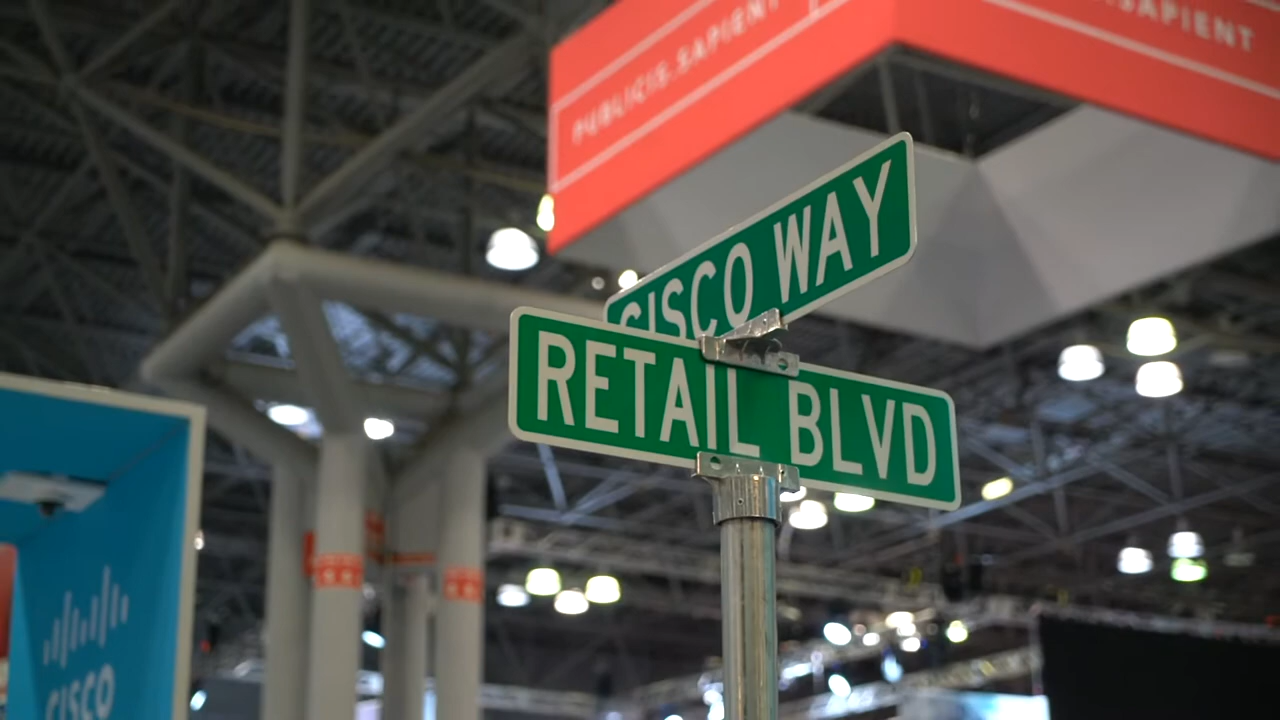 PUBLICIS.SAPIENT
.SAPIENT
CISCO WAY
RETAIL BLVD
CISCO